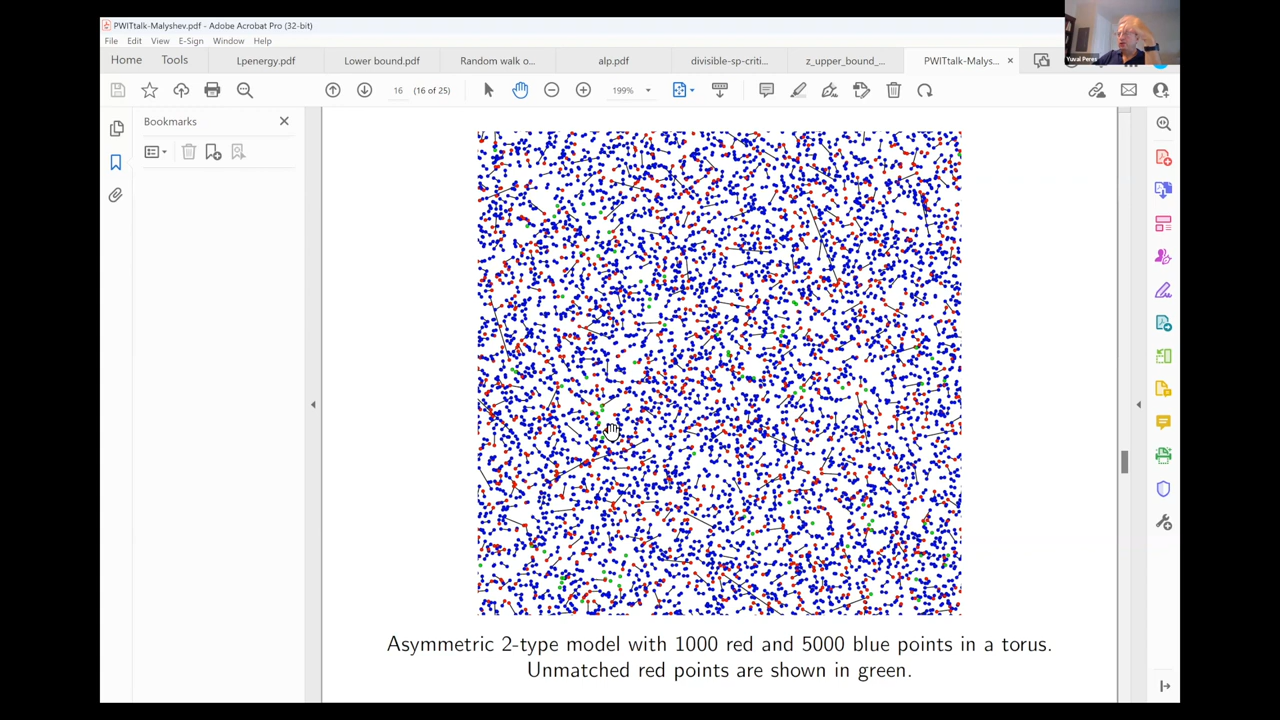 PWITtalk-Malyshev.pdf - Adobe Acrobat Pro (32-bit)
File Edit View E-Sign Window Help
Home Tools Lpenergy.pdf Lower bound.pdf Random walk o... alp.pdf divisible-sp-criti... z_upper_bound_... PWITtalk-Malys...
16 (16 of 25) 199%
Bookmarks
Yuval Peres
Asymmetric 2-type model with 1000 red and 5000 blue points in a torus.
Unmatched red points are shown in green.